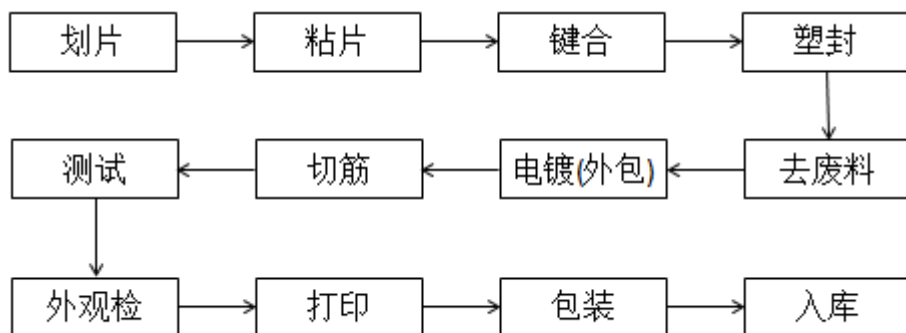 划片 粘片 键合 塑封
测试 切筋 电镀(外包) 去废料
外观检 打印 包装 入库